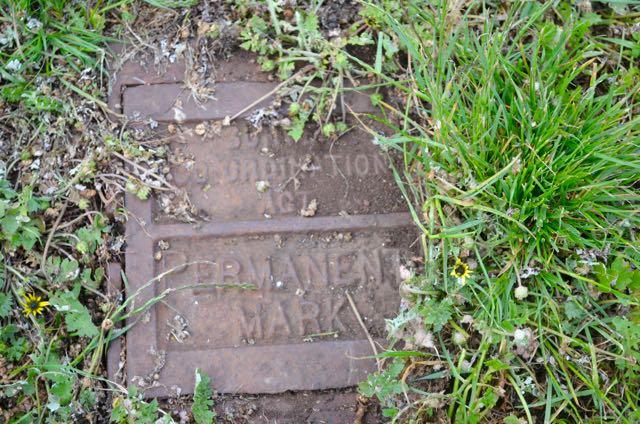 CO-ORDINATION
ACT
PERMANENT
MARK